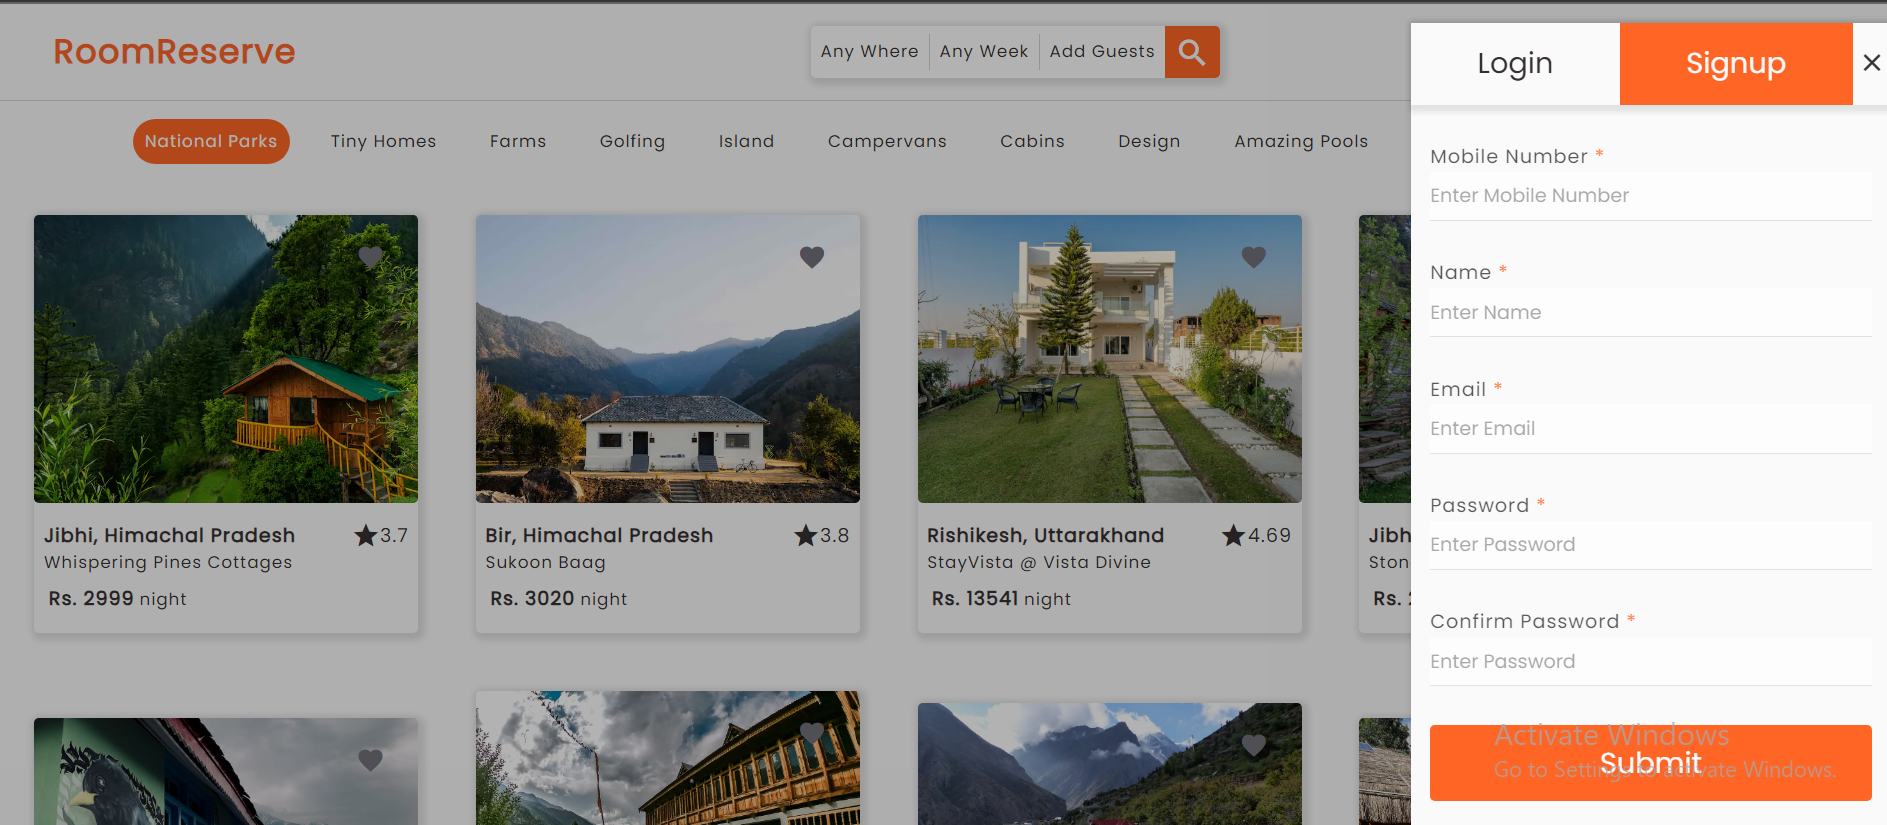 RoomReserve
Any Where
Any Week
Add Guests
Login
Signup
National Parks
Tiny Homes
Farms
Golfing
Island
Campervans
Cabins
Design
Amazing Pools
Jibhi, Himachal Pradesh
3.7
Whispering Pines Cottages
Rs. 2999 night
Bir, Himachal Pradesh
3.8
Sukoon Baag
Rs. 3020 night
Rishikesh, Uttarakhand
4.69
StayVista @ Vista Divine
Rs. 13541 night
Jibh
Ston
Rs.
Mobile Number *
Enter Mobile Number
Name *
Enter Name
Email *
Enter Email
Password *
Enter Password
Confirm Password *
Enter Password
Submit
Activate Windows
Go to Settings to activate Windows.